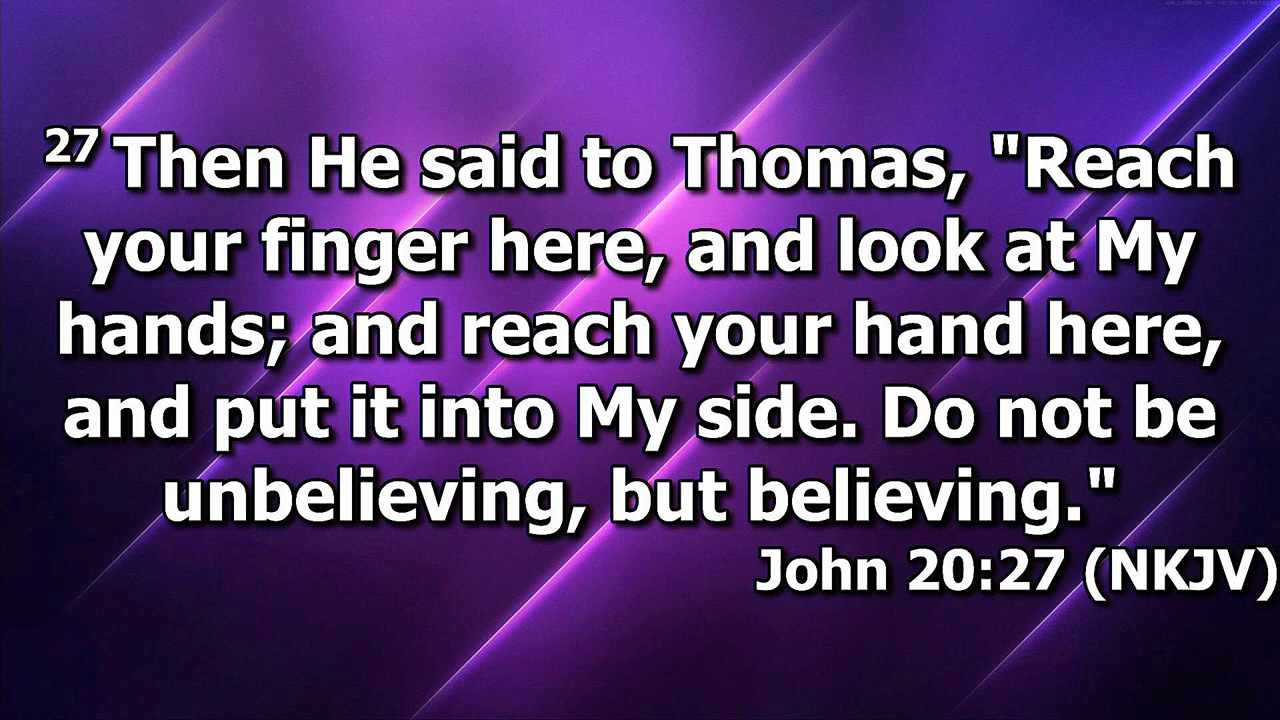 27 Then He said to Thomas, "Reach
your finger here, and look at My
hands; and reach your hand here,
and put it into My side. Do not be
unbelieving, but believing."
John 20:27 (NKJV)